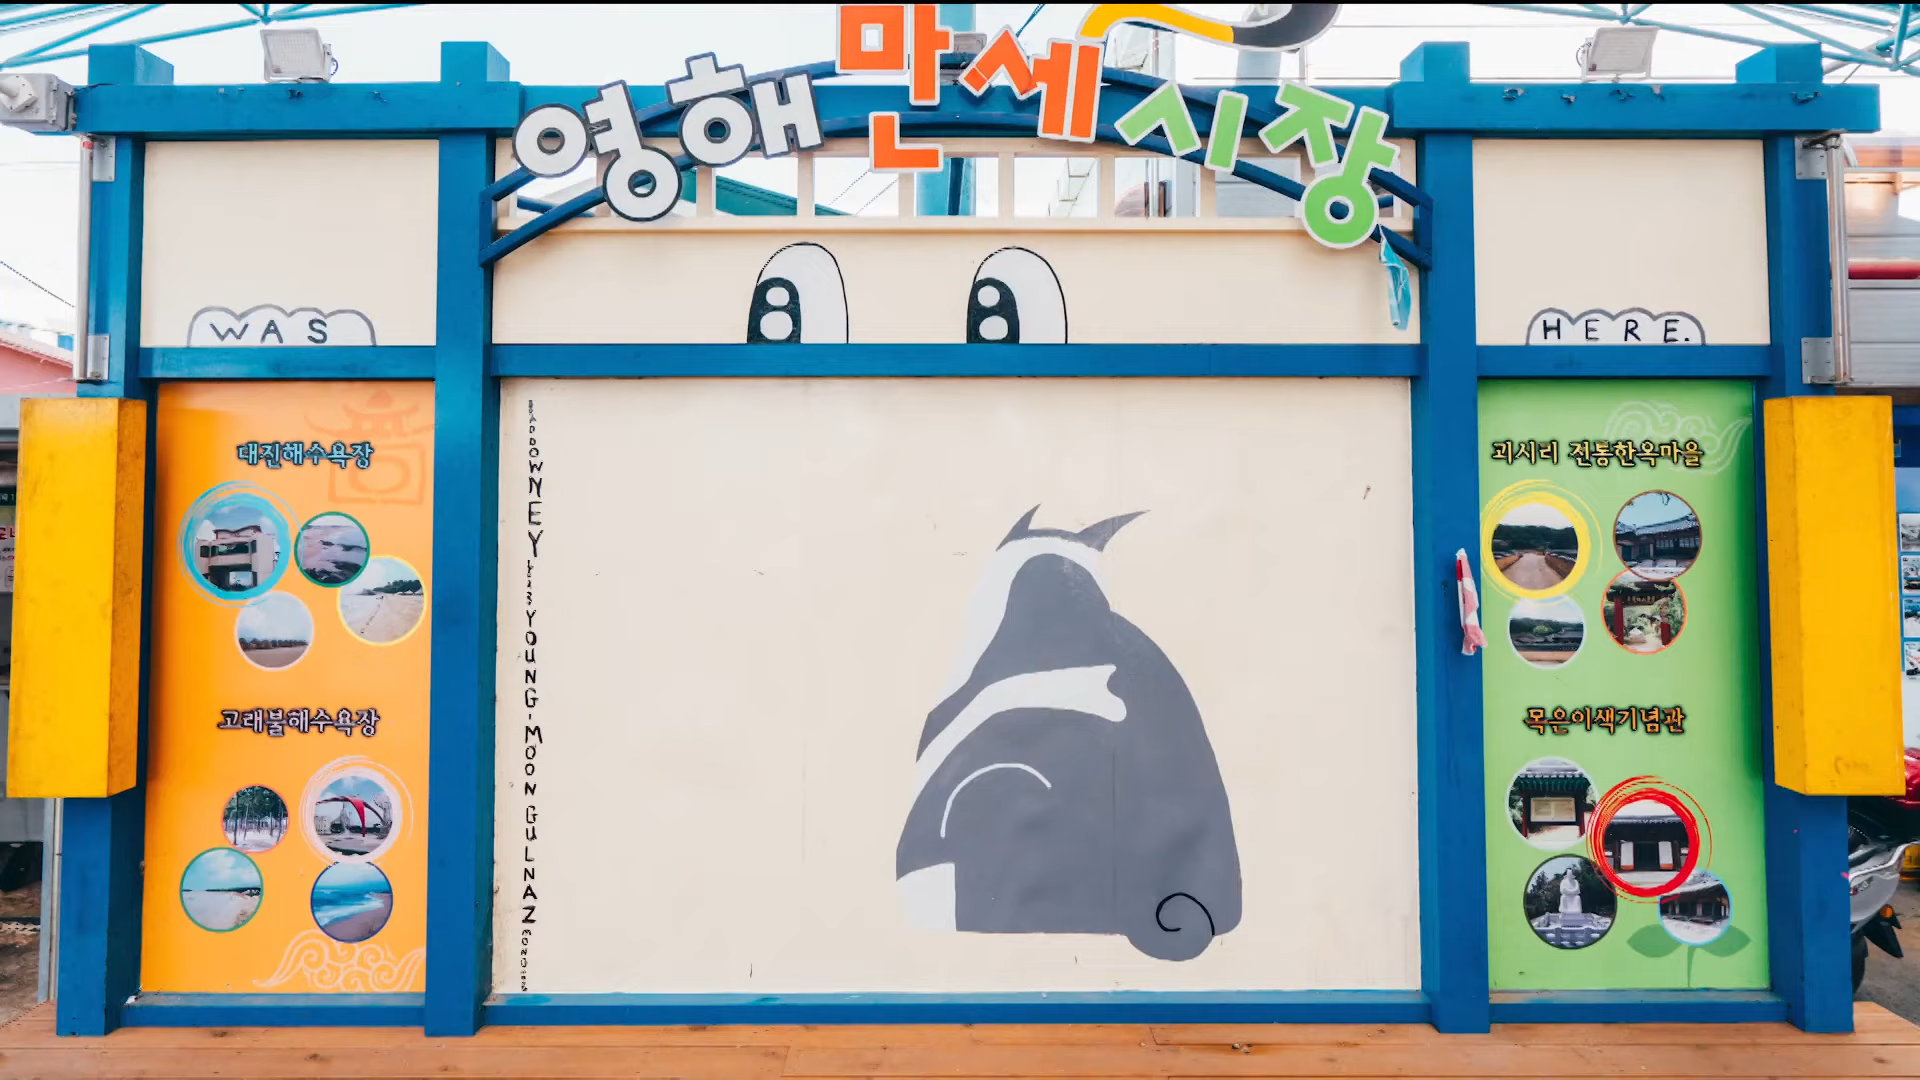 영해 만세시장
WAS
HERE.
대진해수욕장
고래불해수욕장
DOWNEY
YOUNG-MOON GULNAZ
괴시리 전통한옥마을
목은이색기념관